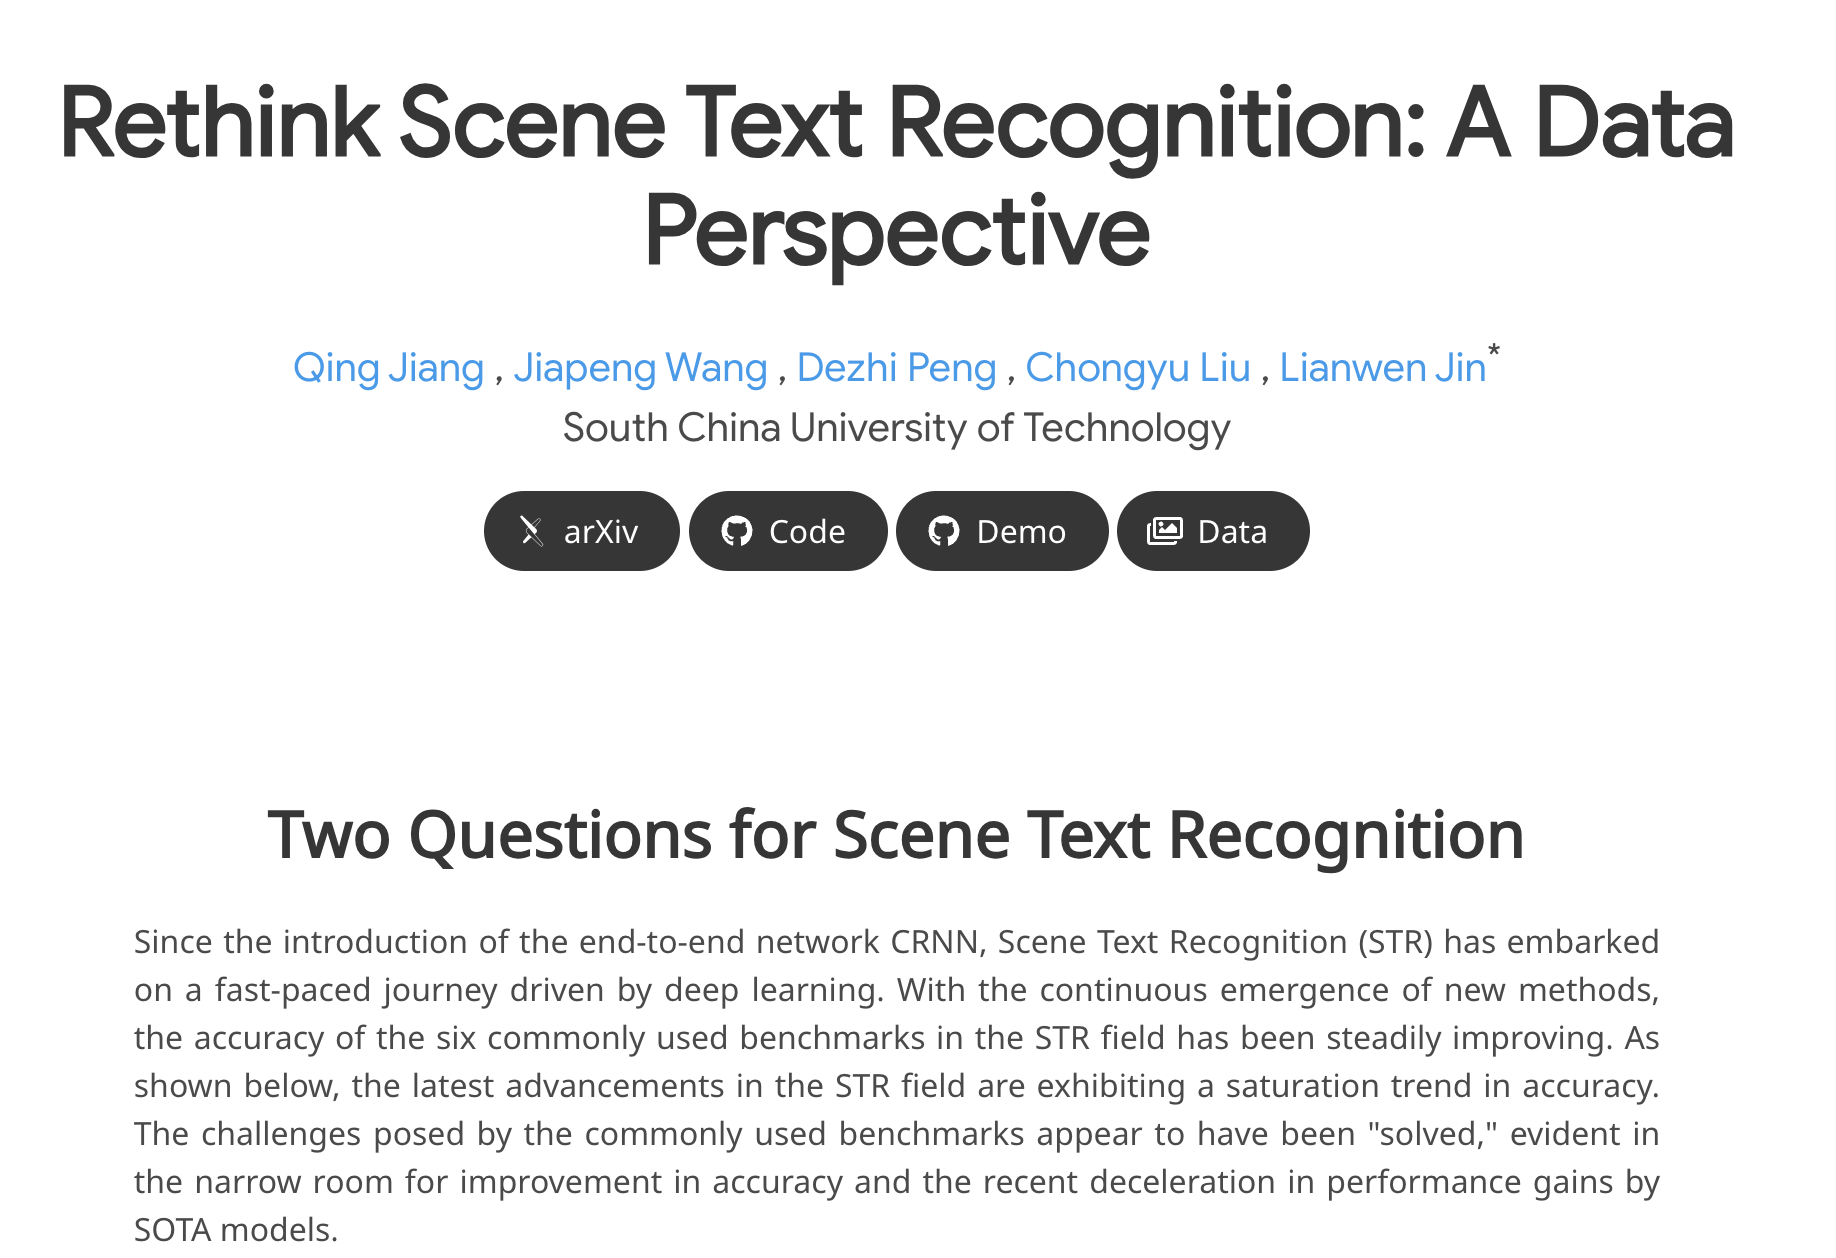 Rethink Scene Text Recognition: A Data
Perspective
Qing Jiang , Jiapeng Wang , Dezhi Peng , Chongyu Liu , Lianwen Jin*
South China University of Technology
arXiv Code Demo Data
Two Questions for Scene Text Recognition
Since the introduction of the end-to-end network CRNN, Scene Text Recognition (STR) has embarked
on a fast-paced journey driven by deep learning. With the continuous emergence of new methods,
the accuracy of the six commonly used benchmarks in the STR field has been steadily improving. As
shown below, the latest advancements in the STR field are exhibiting a saturation trend in accuracy.
The challenges posed by the commonly used benchmarks appear to have been "solved," evident in
the narrow room for improvement in accuracy and the recent deceleration in performance gains by
SOTA models.